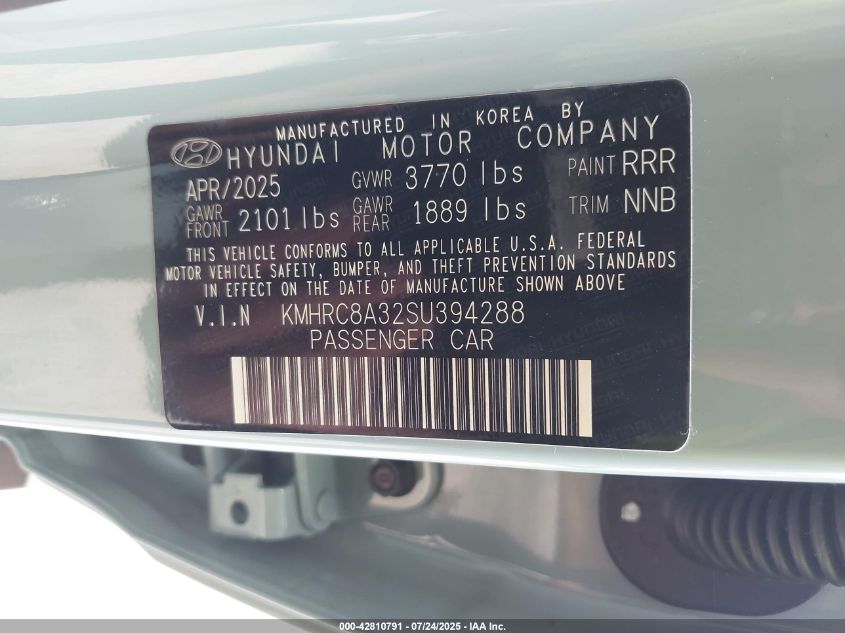 MANUFACTURED IN KOREA BY
HYUNDAI MOTOR COMPANY
APR/2025 GVWR 3770 lbs PAINT RRR
GAWR FRONT 2101 lbs GAWR REAR 1889 lbs TRIM NNB
THIS VEHICLE CONFORMS TO ALL APPLICABLE U.S.A. FEDERAL
MOTOR VEHICLE SAFETY, BUMPER, AND THEFT PREVENTION STANDARDS
IN EFFECT ON THE DATE OF MANUFACTURE SHOWN ABOVE
V.I.N KMHRC8A32SU394288
PASSENGER CAR
000-42810791 - 07/24/2025 - IAA Inc.